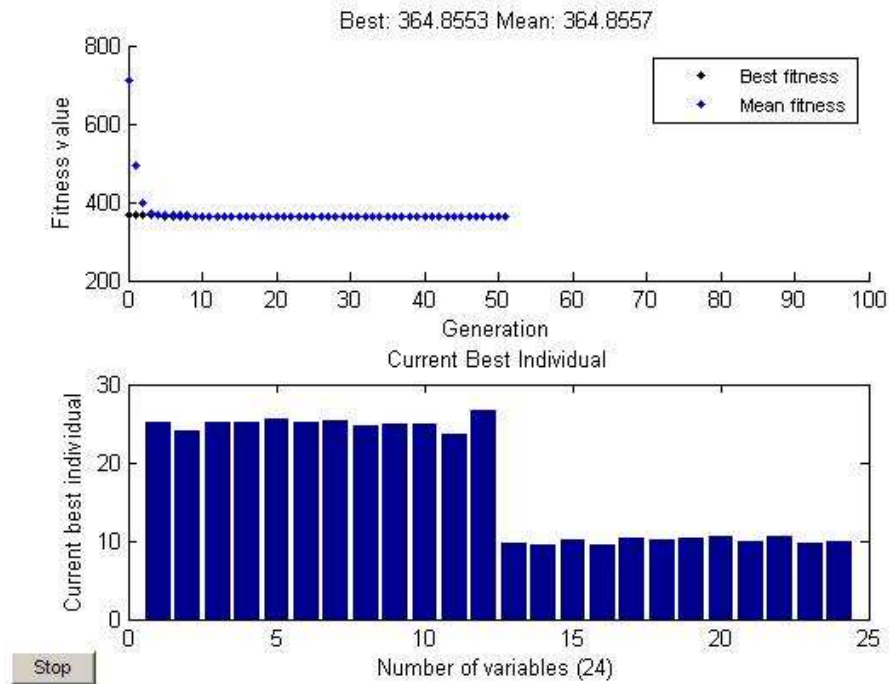 Best: 364.8553 Mean: 364.8557
800
600
400
200
Fitness value
Best fitness
Mean fitness
0 10 20 30 40 50 60 70 80 90 100
Generation
Current Best Individual
30
20
10
0
Current best individual
0 5 10 15 20 25
Number of variables (24)
Stop